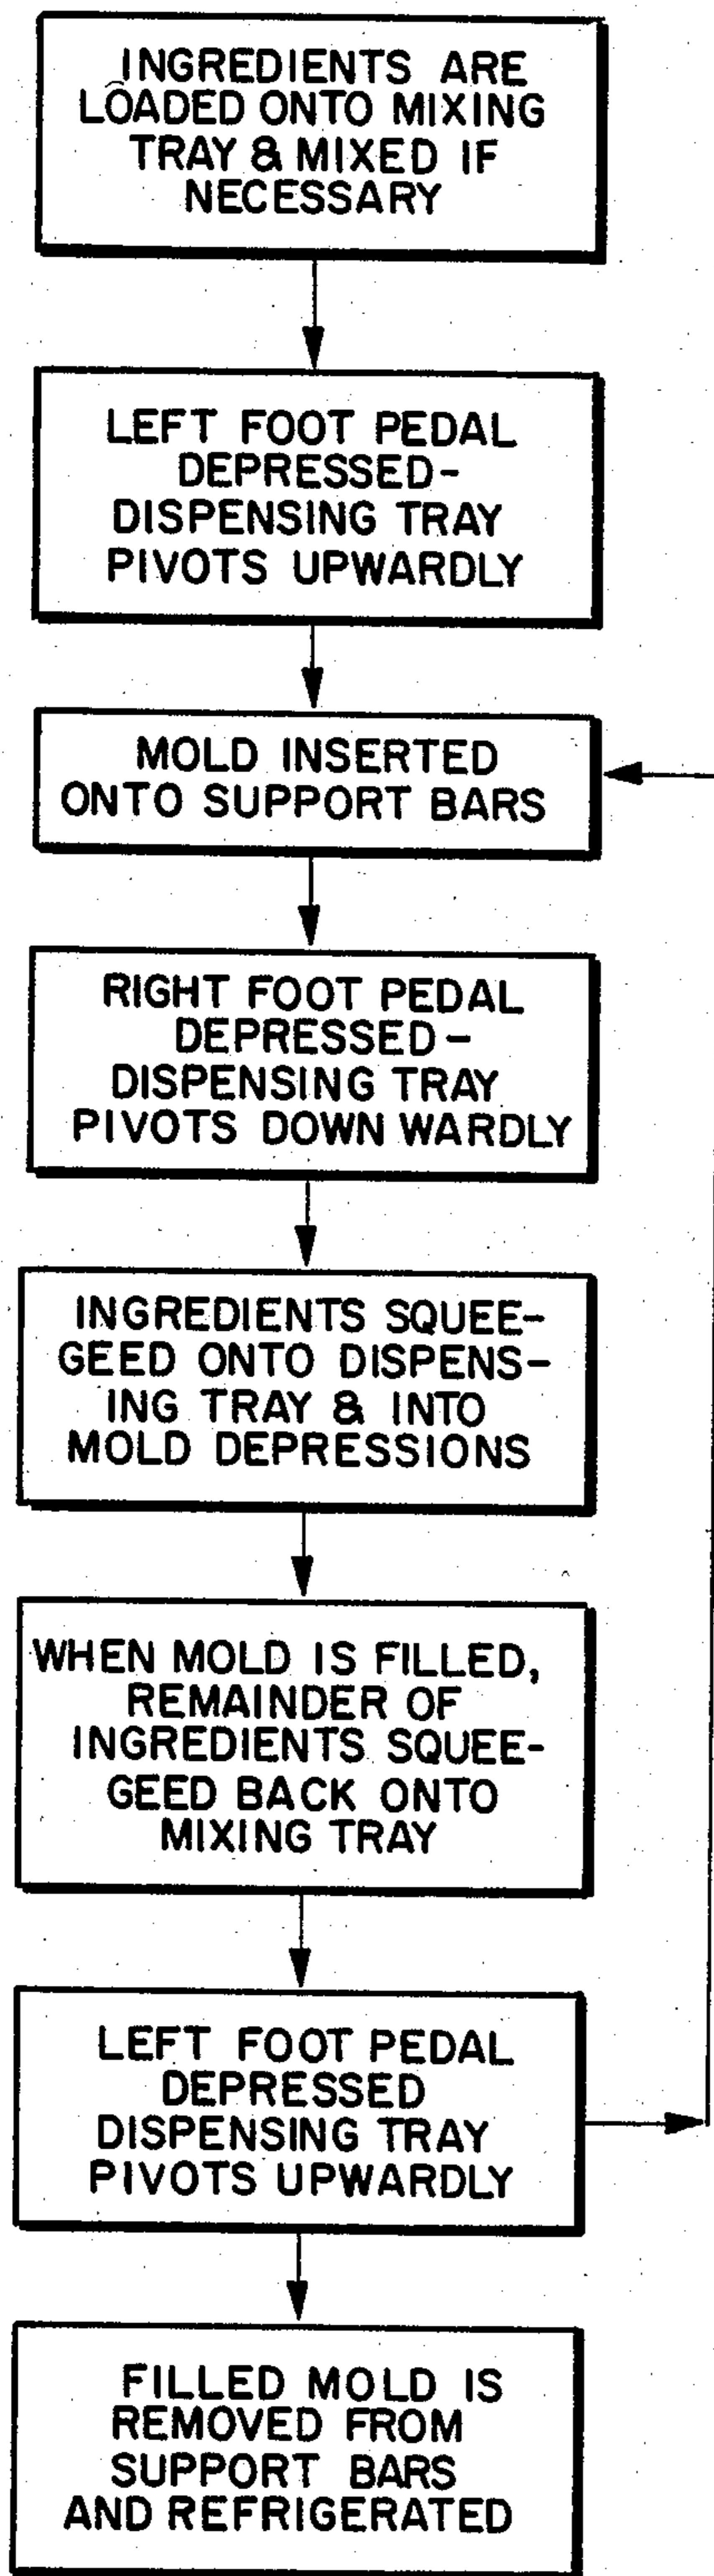 INGREDIENTS ARE
LOADED ONTO MIXING
TRAY & MIXED IF
NECESSARY
LEFT FOOT PEDAL
DEPRESSED-
DISPENSING TRAY
PIVOTS UPWARDLY
MOLD INSERTED
ONTO SUPPORT BARS
RIGHT FOOT PEDAL
DEPRESSED-
DISPENSING TRAY
PIVOTS DOWN WARDLY
INGREDIENTS SQUEE-
GEED ONTO DISPENS-
ING TRAY & INTO
MOLD DEPRESSIONS
WHEN MOLD IS FILLED,
REMAINDER OF
INGREDIENTS SQUEE-
GEED BACK ONTO
MIXING TRAY
LEFT FOOT PEDAL
DEPRESSED
DISPENSING TRAY
PIVOTS UPWARDLY
FILLED MOLD IS
REMOVED FROM
SUPPORT BARS
AND REFRIGERATED